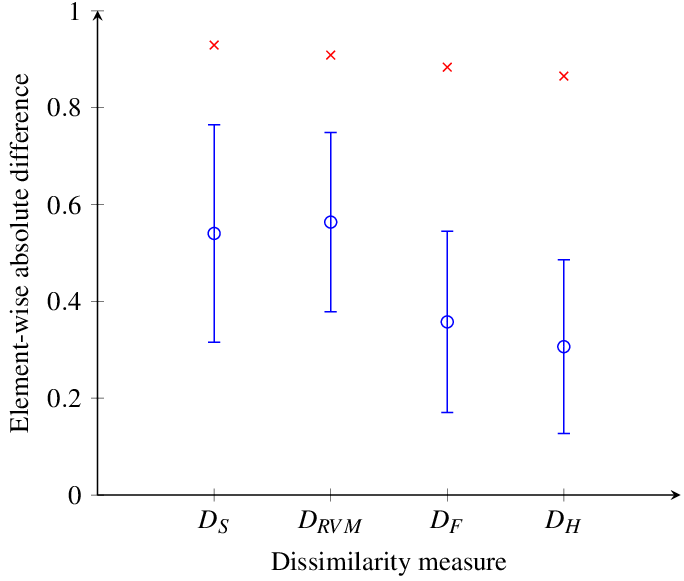 1
0.8
0.6
0.4
0.2
0
Element-wise absolute difference
D_S D_RVM D_F D_H
Dissimilarity measure